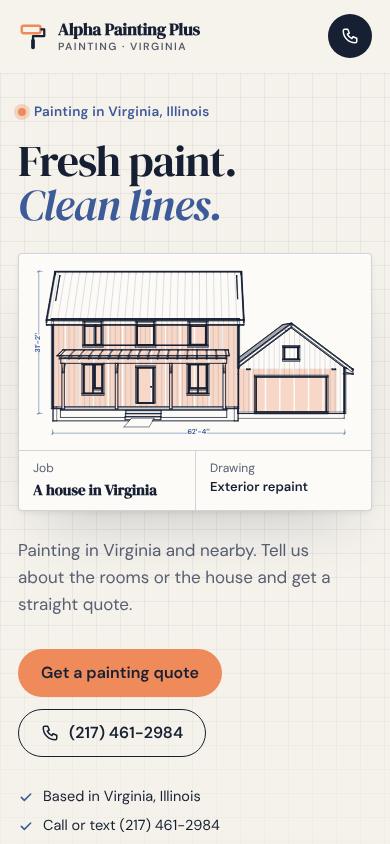 Alpha Painting Plus
PAINTING · VIRGINIA
Painting in Virginia, Illinois
Fresh paint.
Clean lines.
31'-2"
62'-4"
Job
A house in Virginia
Drawing
Exterior repaint
Painting in Virginia and nearby. Tell us
about the rooms or the house and get a
straight quote.
Get a painting quote
(217) 461-2984
Based in Virginia, Illinois
Call or text (217) 461-2984